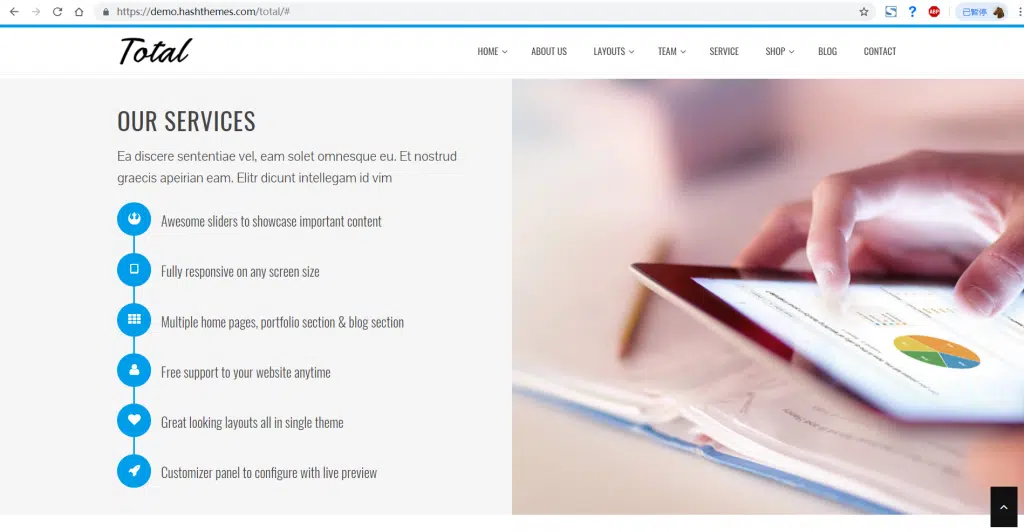 https://demo.hashthemes.com/total/#
ABP
已暂停
Total
HOME
ABOUT US
LAYOUTS
TEAM
SERVICE
SHOP
BLOG
CONTACT
OUR SERVICES
Ea discere sententiae vel, eam solet omnesque eu. Et nostrud
graecis apeirian eam. Elitr dicunt intellegam id vim
Awesome sliders to showcase important content
Fully responsive on any screen size
Multiple home pages, portfolio section & blog section
Free support to your website anytime
Great looking layouts all in single theme
Customizer panel to configure with live preview